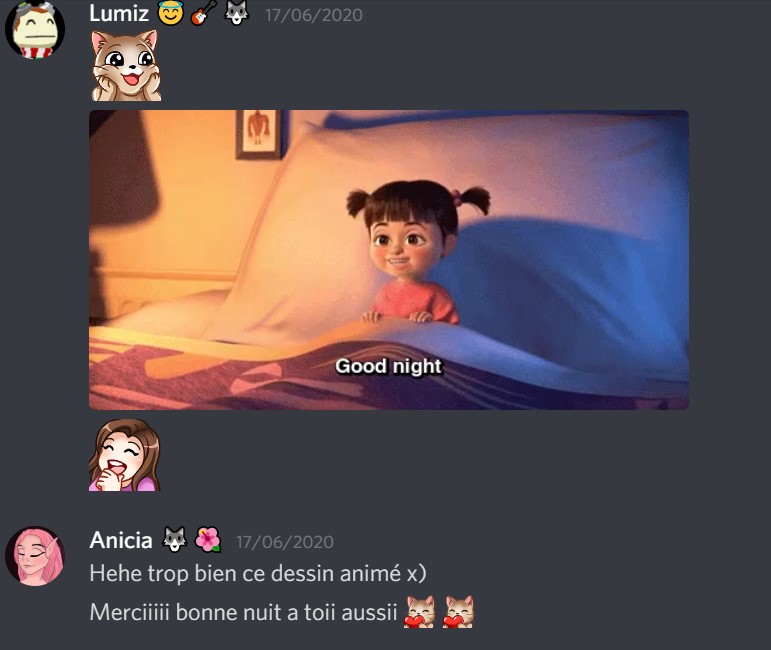 Lumiz 😇 🎸 🐺 17/06/2020
Good night
Anicia 🐺 🌺 17/06/2020
Hehe trop bien ce dessin animé x)
Merciiiii bonne nuit a toii aussii